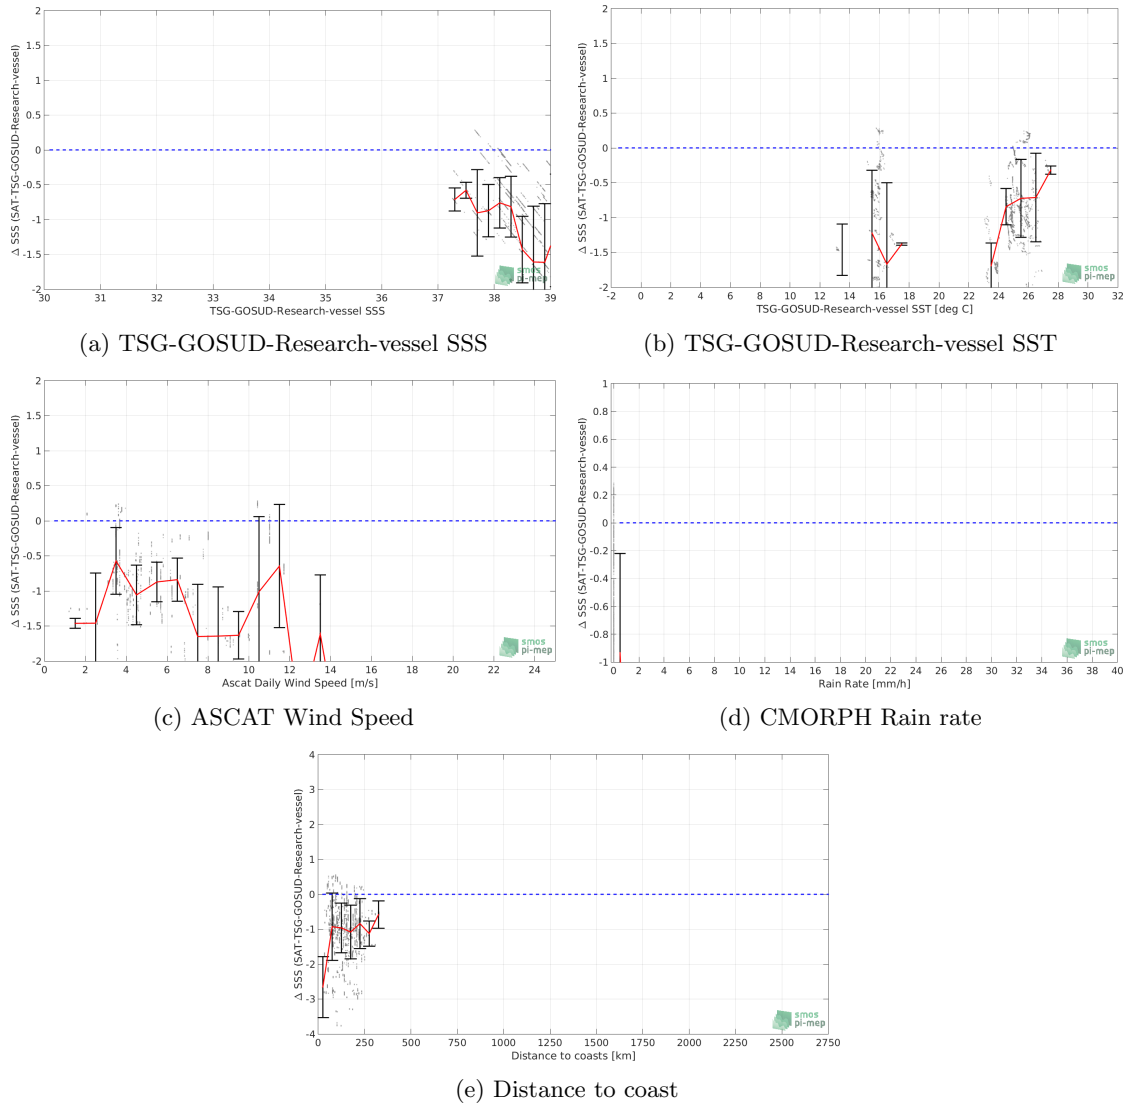 Δ SSS (SAT-TSG-GOSUD-Research-vessel)
2
1.5
1
0.5
0
-0.5
-1
-1.5
-2
30 31 32 33 34 35 36 37 38 39
TSG-GOSUD-Research-vessel SSS
smos
pi-mep
(a) TSG-GOSUD-Research-vessel SSS
Δ SSS (SAT-TSG-GOSUD-Research-vessel)
2
1.5
1
0.5
0
-0.5
-1
-1.5
-2
-2 0 2 4 6 8 10 12 14 16 18 20 22 24 26 28 30 32
TSG-GOSUD-Research-vessel SST [deg C]
smos
pi-mep
(b) TSG-GOSUD-Research-vessel SST
Δ SSS (SAT-TSG-GOSUD-Research-vessel)
2
1.5
1
0.5
0
-0.5
-1
-1.5
-2
2 4 6 8 10 12 14 16 18 20 22 24
Ascat Daily Wind Speed [m/s]
smos
pi-mep
(c) ASCAT Wind Speed
Δ SSS (SAT-TSG-GOSUD-Research-vessel)
1
0.8
0.6
0.4
0.2
0
-0.2
-0.4
-0.6
-0.8
-1
0 2 4 6 8 10 12 14 16 18 20 22 24 26 28 30 32 34 36 38 40
Rain Rate [mm/h]
smos
pi-mep
(d) CMORPH Rain rate
Δ SSS (SAT-TSG-GOSUD-Research-vessel)
4
3
2
1
0
-1
-2
-3
-4
0 250 500 750 1000 1250 1500 1750 2000 2250 2500 2750
Distance to coasts [km]
smos
pi-mep
(e) Distance to coast